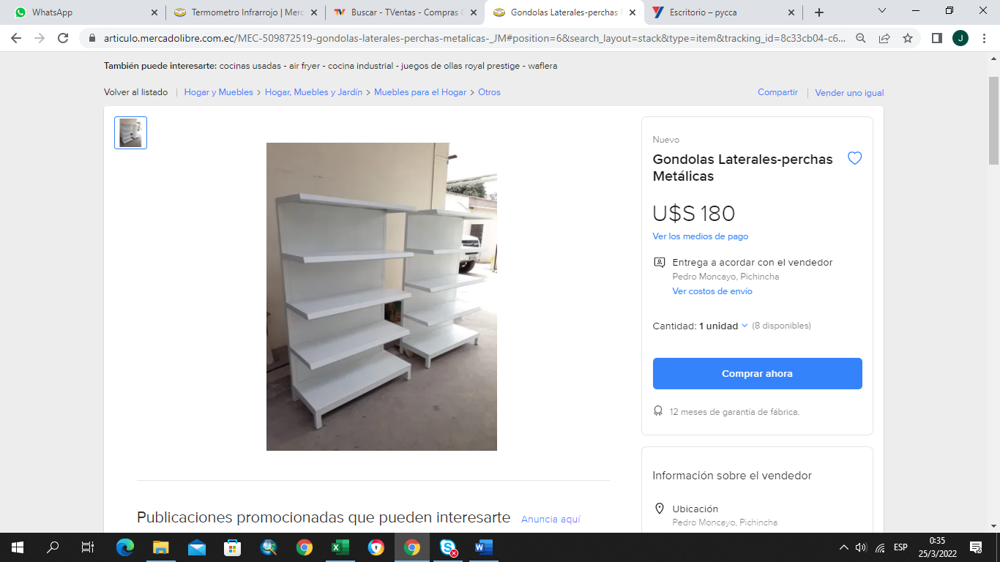 WhatsApp
Termometro Infrarrojo | Merc
Buscar - TVentas - Compras
Gondolas Laterales-perchas
Escritorio – pycca
articulo.mercadolibre.com.ec/MEC-509872519-gondolas-laterales-perchas-metalicas-_JM#position=6&search_layout=stack&type=item&tracking_id=8c33cb04-c6...
J
También puede interesarte: cocinas usadas - air fryer - cocina industrial - juegos de ollas royal prestige - waflera
Volver al listado | Hogar y Muebles > Hogar, Muebles y Jardín > Muebles para el Hogar > Otros
Compartir | Vender uno igual
Nuevo
Gondolas Laterales-perchas
Metálicas
U$S 180
Ver los medios de pago
Entrega a acordar con el vendedor
Pedro Moncayo, Pichincha
Ver costos de envío
Cantidad: 1 unidad (8 disponibles)
Comprar ahora
12 meses de garantía de fábrica.
Información sobre el vendedor
Ubicación
Pedro Moncayo, Pichincha
Publicaciones promocionadas que pueden interesarte Anuncia aquí
ESP
0:35
25/3/2022